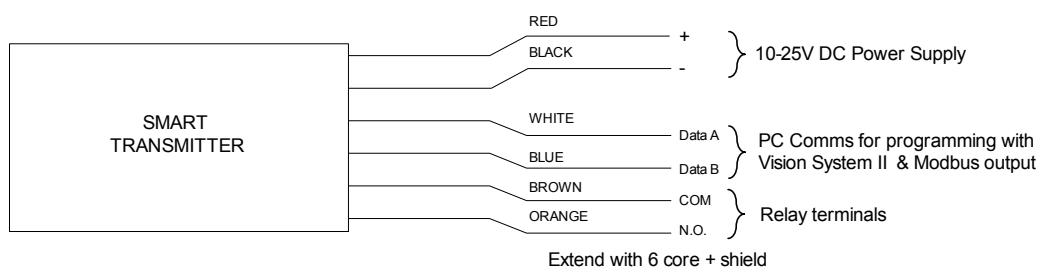 RED
+
BLACK
-
10-25V DC Power Supply
SMART
TRANSMITTER
WHITE
Data A
BLUE
Data B
PC Comms for programming with
Vision System II & Modbus output
BROWN
COM
ORANGE
N.O.
Relay terminals
Extend with 6 core + shield